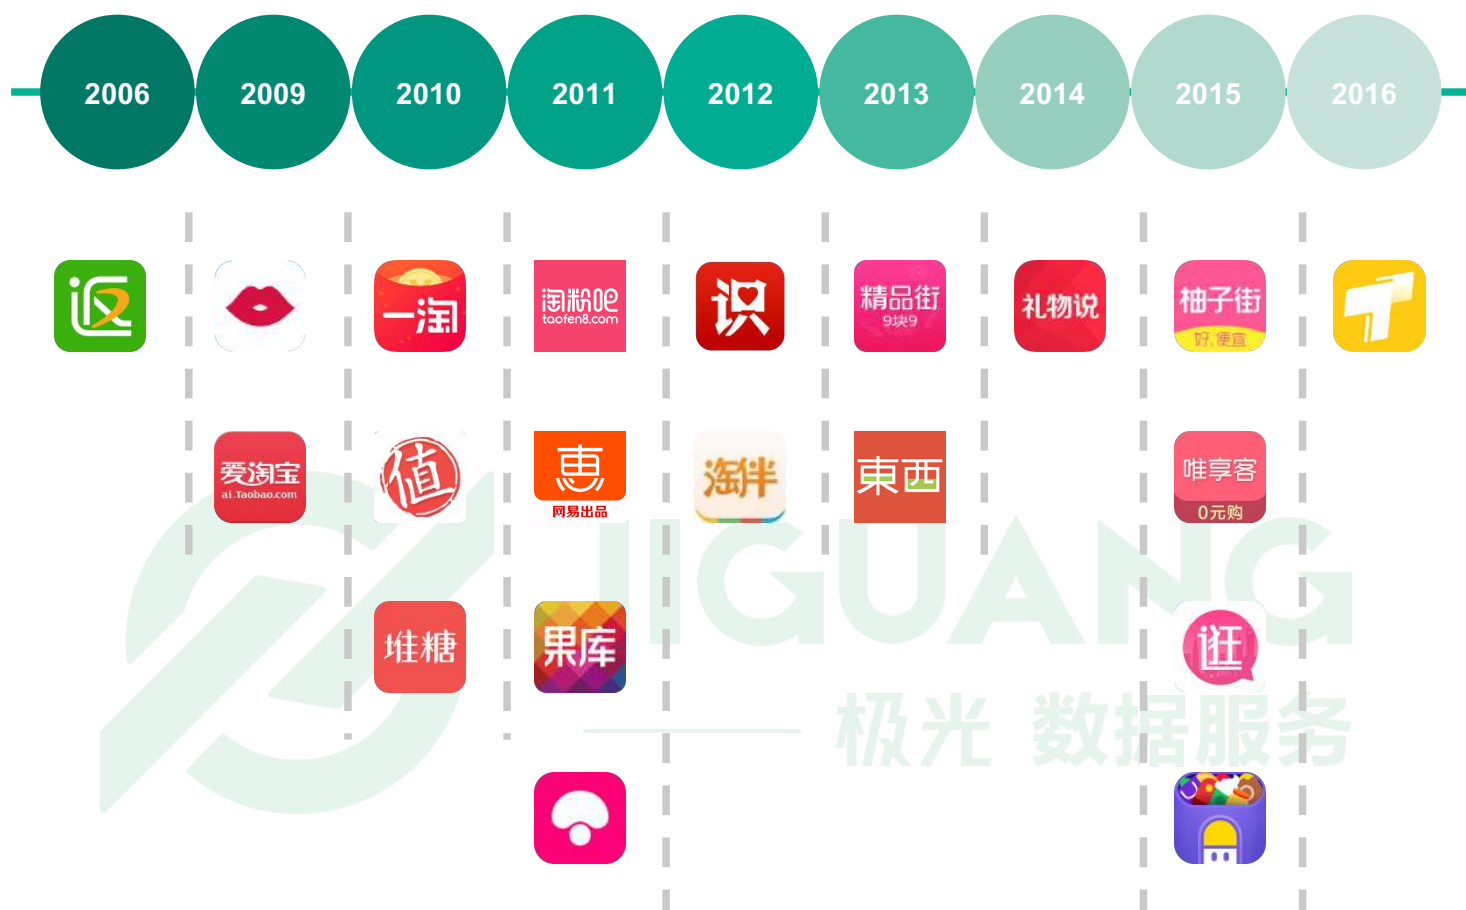 2006 2009 2010 2011 2012 2013 2014 2015 2016
返
一淘
淘粉吧
taofen8.com
识
精品街
9块9
礼物说
柚子街
好.便宜
爱淘宝
ai.Taobao.com
值
惠
网易出品
淘伴
東西
唯享客
0元购
JIGUANG
堆糖
果库
逛
极光 数据服务